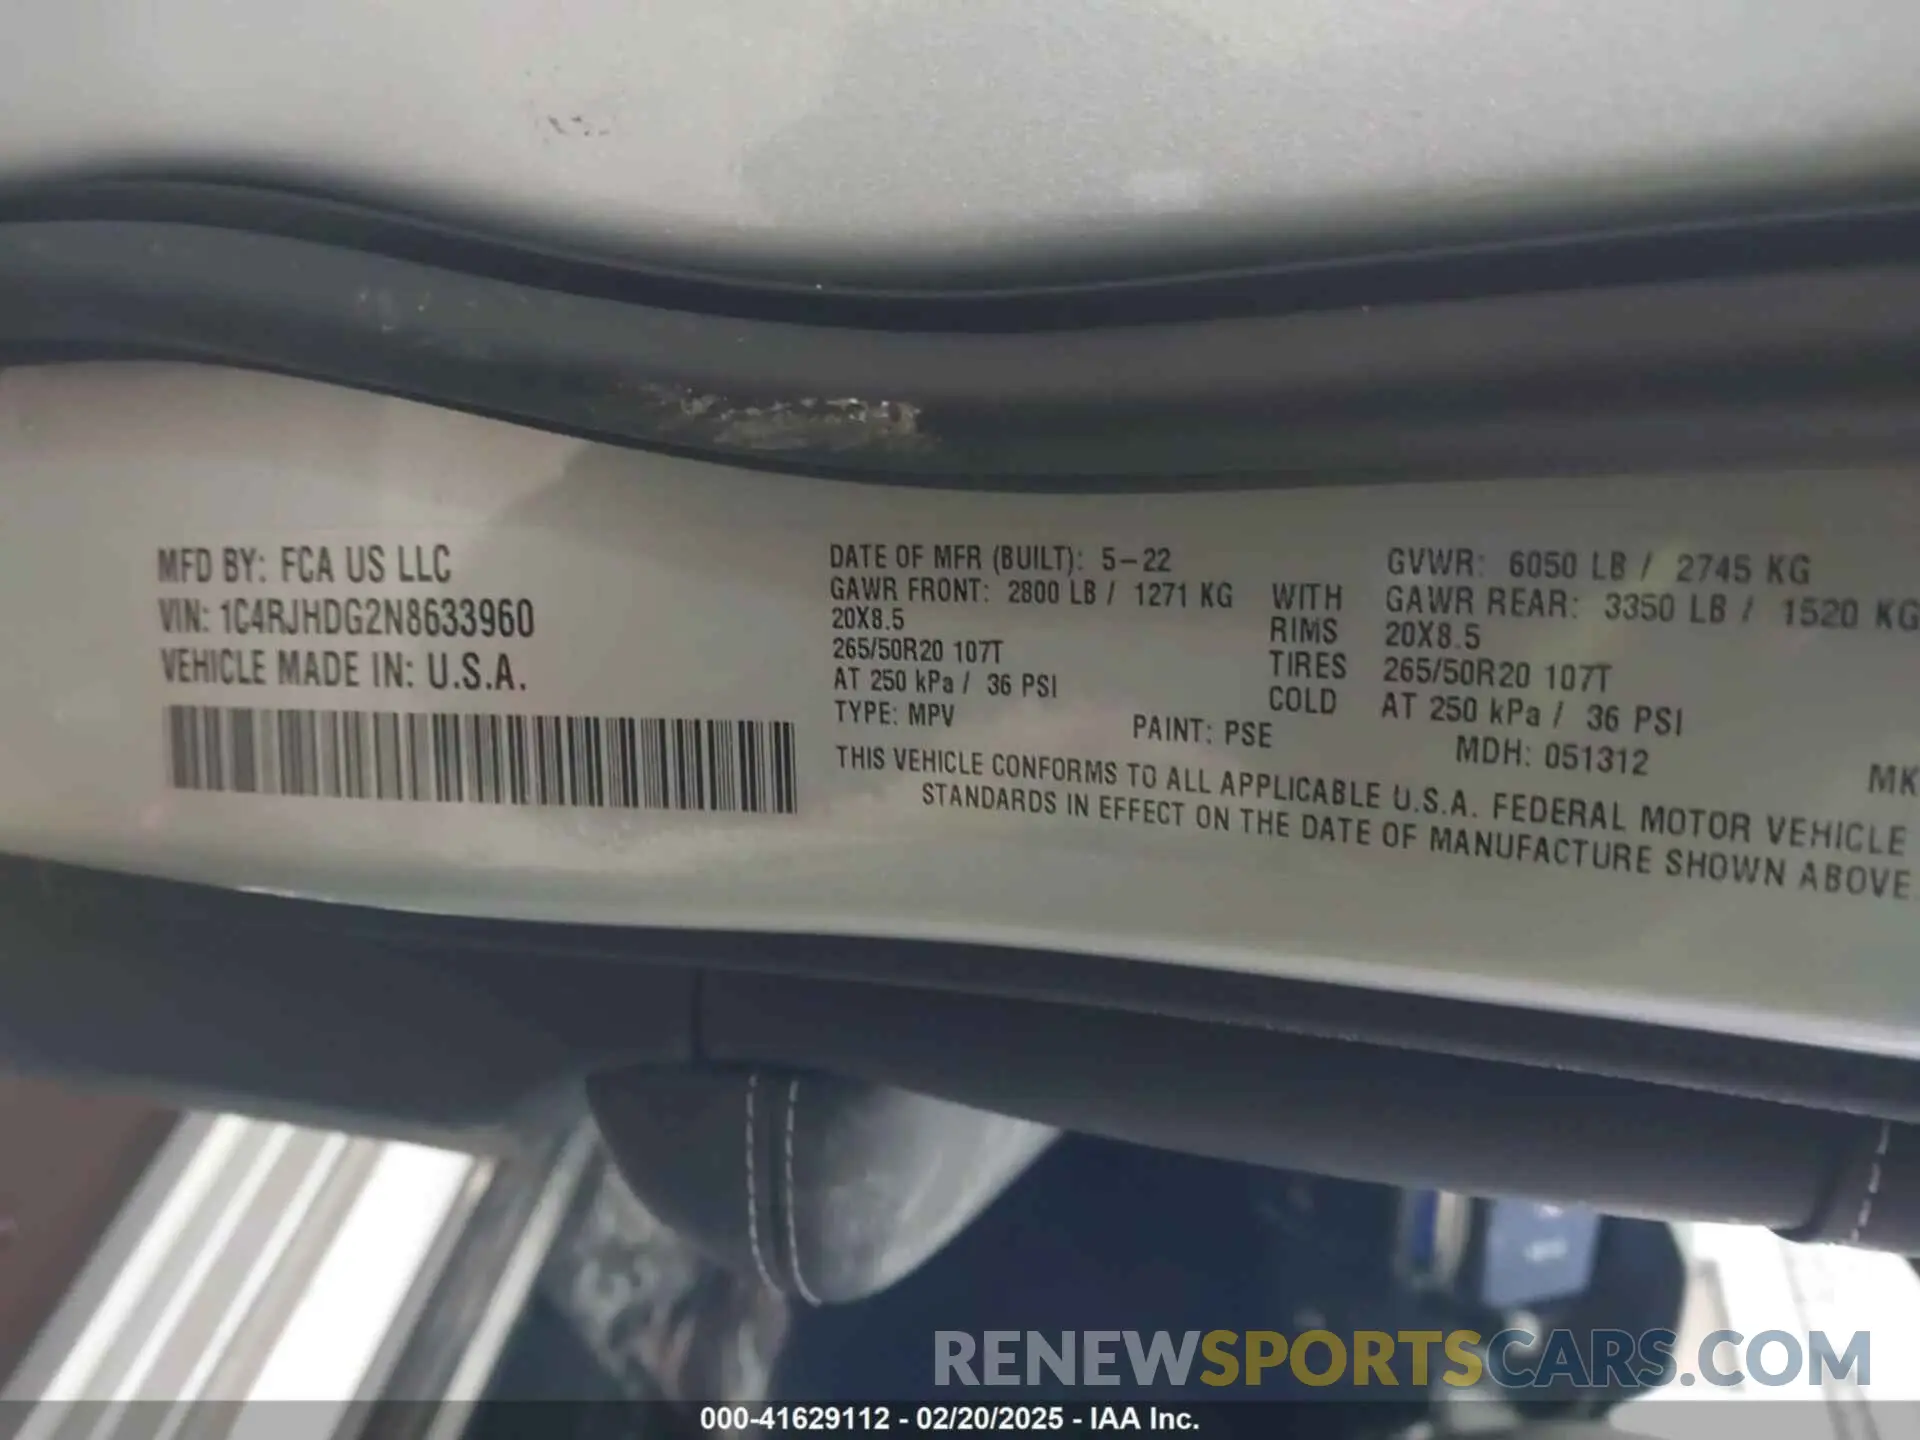 MFD BY: FCA US LLC
VIN: 1C4RJHDG2N8633960
VEHICLE MADE IN: U.S.A.
DATE OF MFR (BUILT): 5-22 GVWR: 6050 LB / 2745 KG
GAWR FRONT: 2800 LB / 1271 KG WITH GAWR REAR: 3350 LB / 1520 KG
20X8.5 RIMS 20X8.5
265/50R20 107T TIRES 265/50R20 107T
AT 250 kPa / 36 PSI COLD AT 250 kPa / 36 PSI
TYPE: MPV PAINT: PSE MDH: 051312 MK
THIS VEHICLE CONFORMS TO ALL APPLICABLE U.S.A. FEDERAL MOTOR VEHICLE
STANDARDS IN EFFECT ON THE DATE OF MANUFACTURE SHOWN ABOVE.
RENEWSPORTSCARS.COM
000-41629112 - 02/20/2025 - IAA Inc.